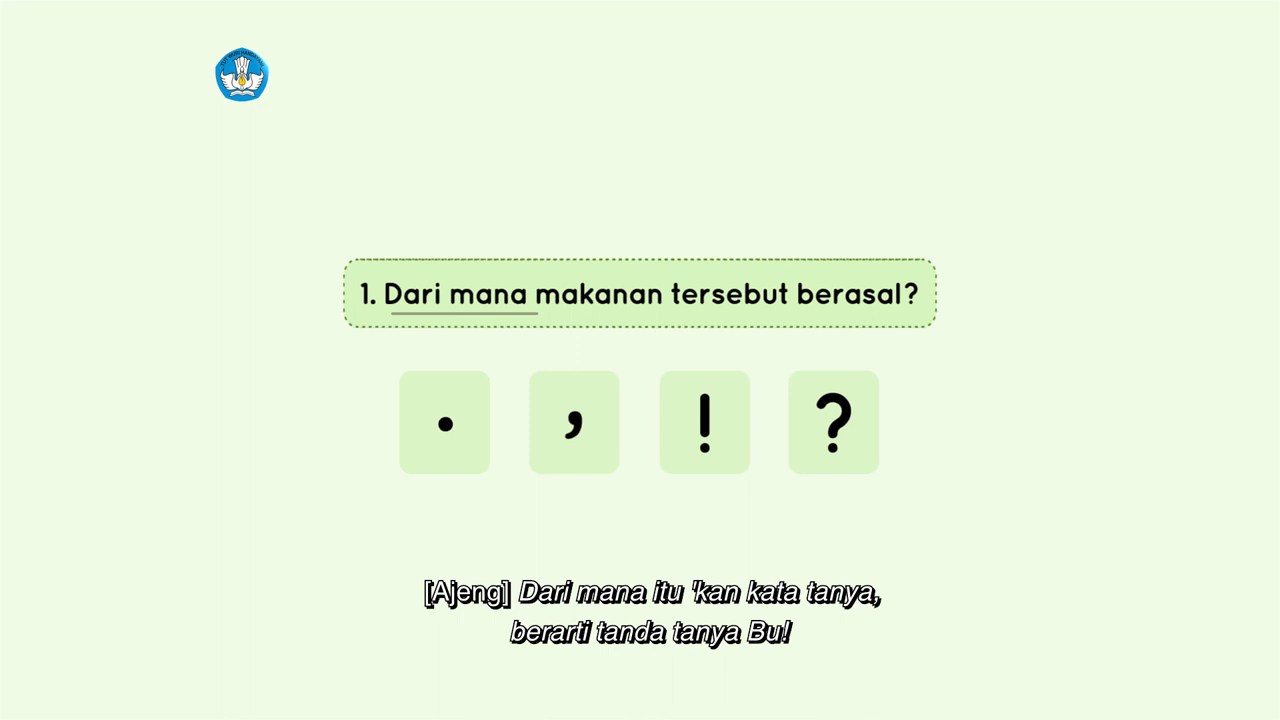 1. Dari mana makanan tersebut berasal?
. , ! ?
[Ajeng] Dari mana itu 'kan kata tanya,
berarti tanda tanya Bu!